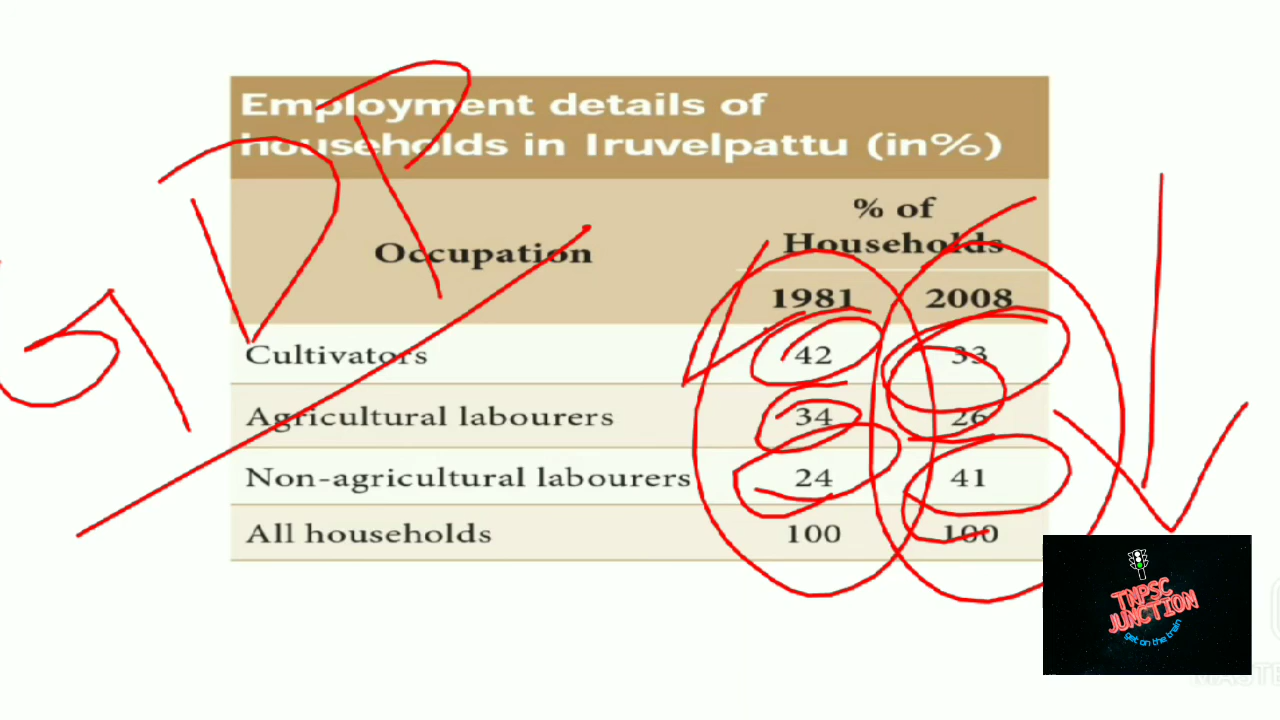 Employment details of
households in Iruvelpattu (in%)
Occupation
% of
Households
1981 2008
Cultivators 42 33
Agricultural labourers 34 26
Non-agricultural labourers 24 41
All households 100 100
GDP
TNPSC
JUNCTION
get on the train